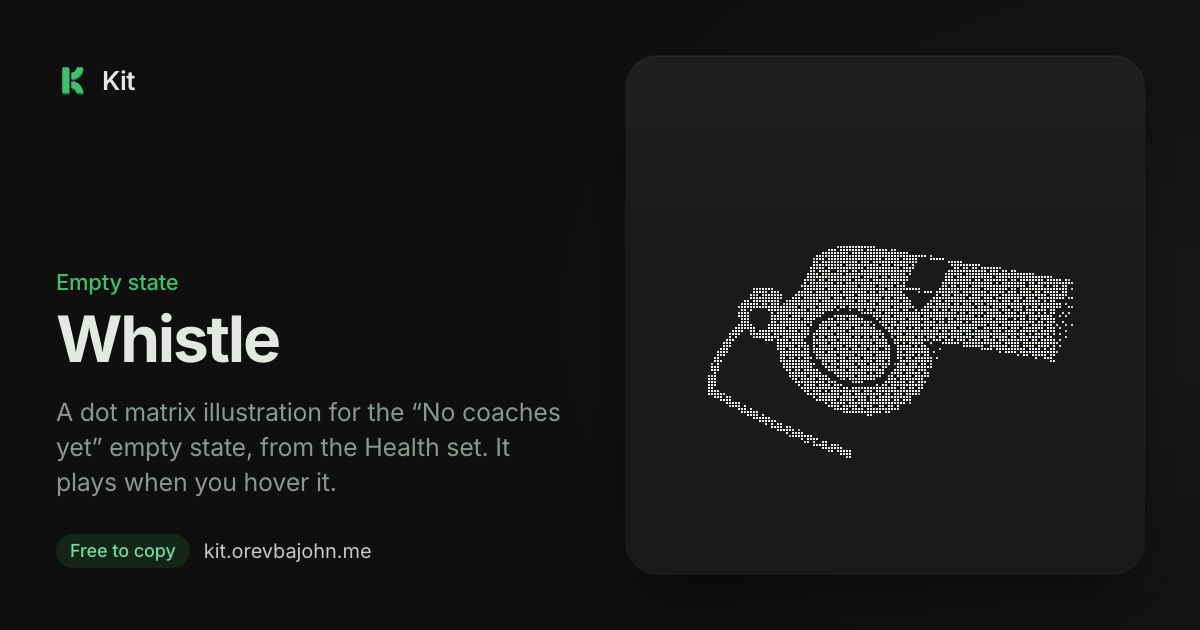 Kit
Empty state
Whistle
A dot matrix illustration for the “No coaches
yet” empty state, from the Health set. It
plays when you hover it.
Free to copy
kit.orevbajohn.me